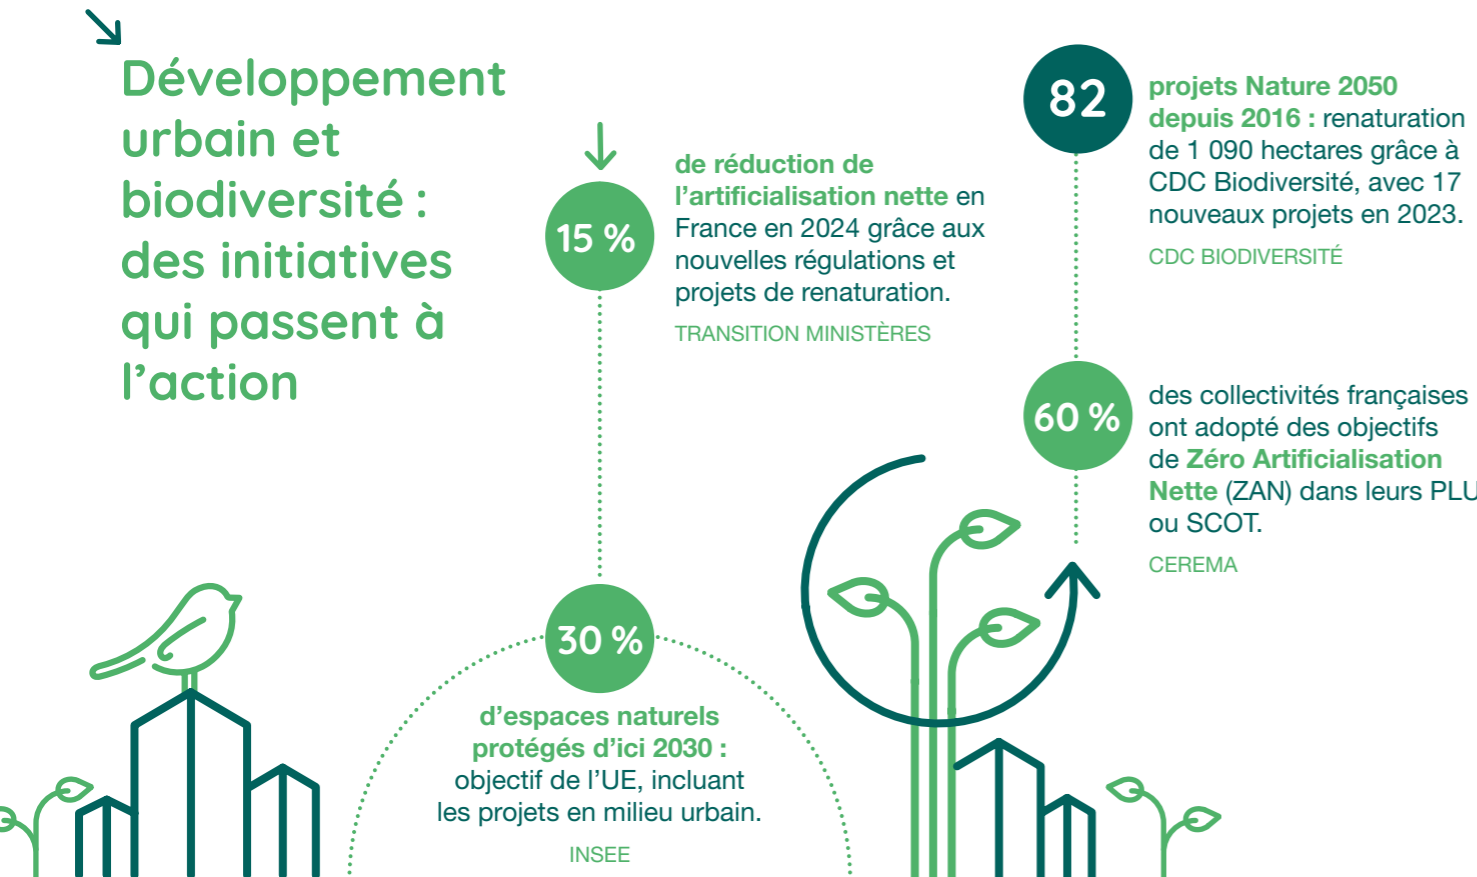 Développement
urbain et
biodiversité :
des initiatives
qui passent à
l’action
15 %
de réduction de
l’artificialisation nette en
France en 2024 grâce aux
nouvelles régulations et
projets de renaturation.
TRANSITION MINISTÈRES
30 %
d’espaces naturels
protégés d’ici 2030 :
objectif de l’UE, incluant
les projets en milieu urbain.
INSEE
82
projets Nature 2050
depuis 2016 : renaturation
de 1 090 hectares grâce à
CDC Biodiversité, avec 17
nouveaux projets en 2023.
CDC BIODIVERSITÉ
60 %
des collectivités françaises
ont adopté des objectifs
de Zéro Artificialisation
Nette (ZAN) dans leurs PLU
ou SCOT.
CEREMA